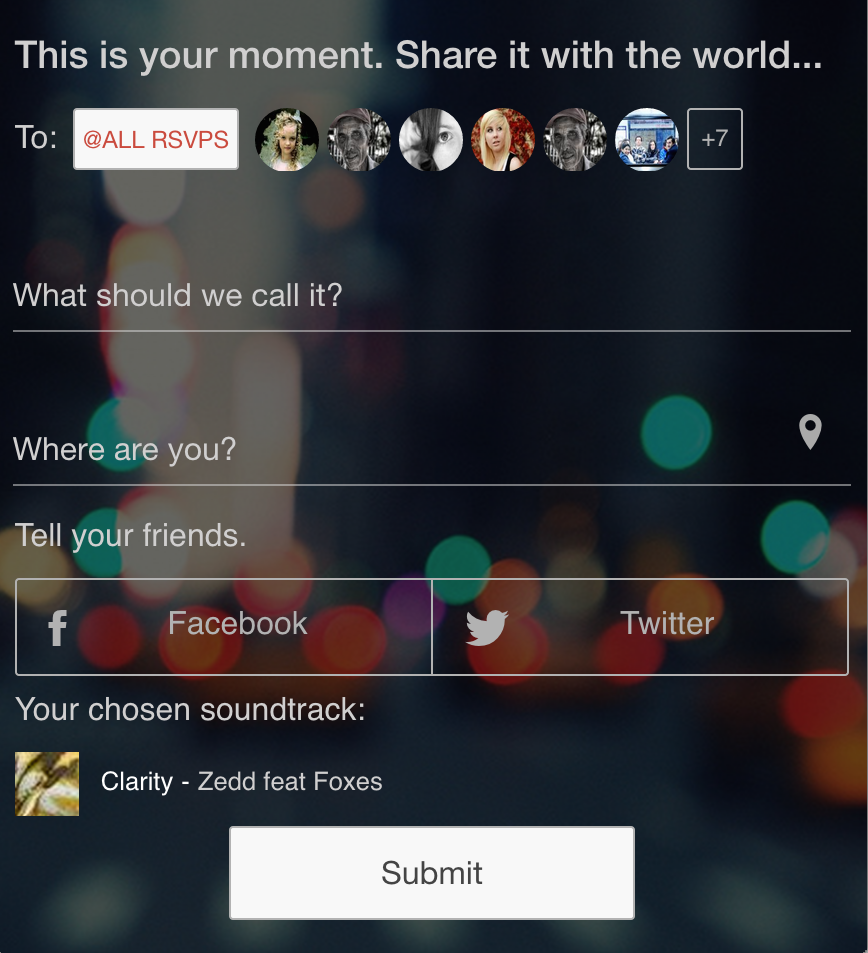 This is your moment. Share it with the world...
To: @ALL RSVPS +7
What should we call it?
Where are you?
Tell your friends.
Facebook Twitter
Your chosen soundtrack:
Clarity - Zedd feat Foxes
Submit